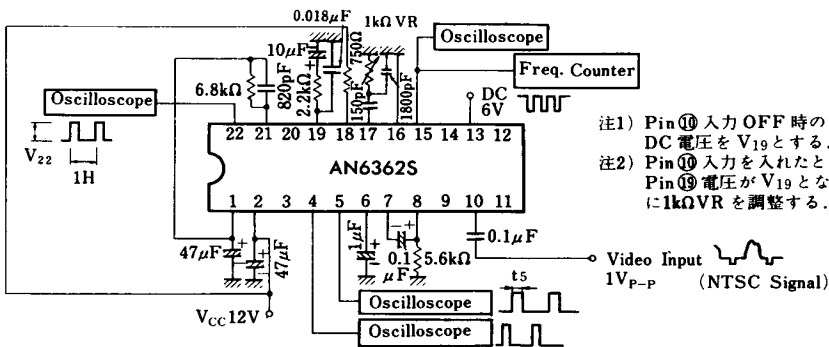 0.018μF
1kΩ VR
Oscilloscope
10μF
+
750Ω
6.8kΩ
820pF
2.2kΩ
150pF
1800pF
Freq. Counter
DC
6V
Oscilloscope
V22
1H
22 21 20 19 18 17 16 15 14 13 12
AN6362S
1 2 3 4 5 6 7 8 9 10 11
注1) Pin⑩入力OFF時の
DC電圧をV19とする.
注2) Pin⑩入力を入れたと
Pin⑲電圧がV19とな
に1kΩVRを調整する.
47μF
+
47μF
+
1μF
+
- +
0.1
μF
5.6kΩ
0.1μF
Video Input
1VP-P
(NTSC Signal)
t5
VCC 12V
Oscilloscope
Oscilloscope